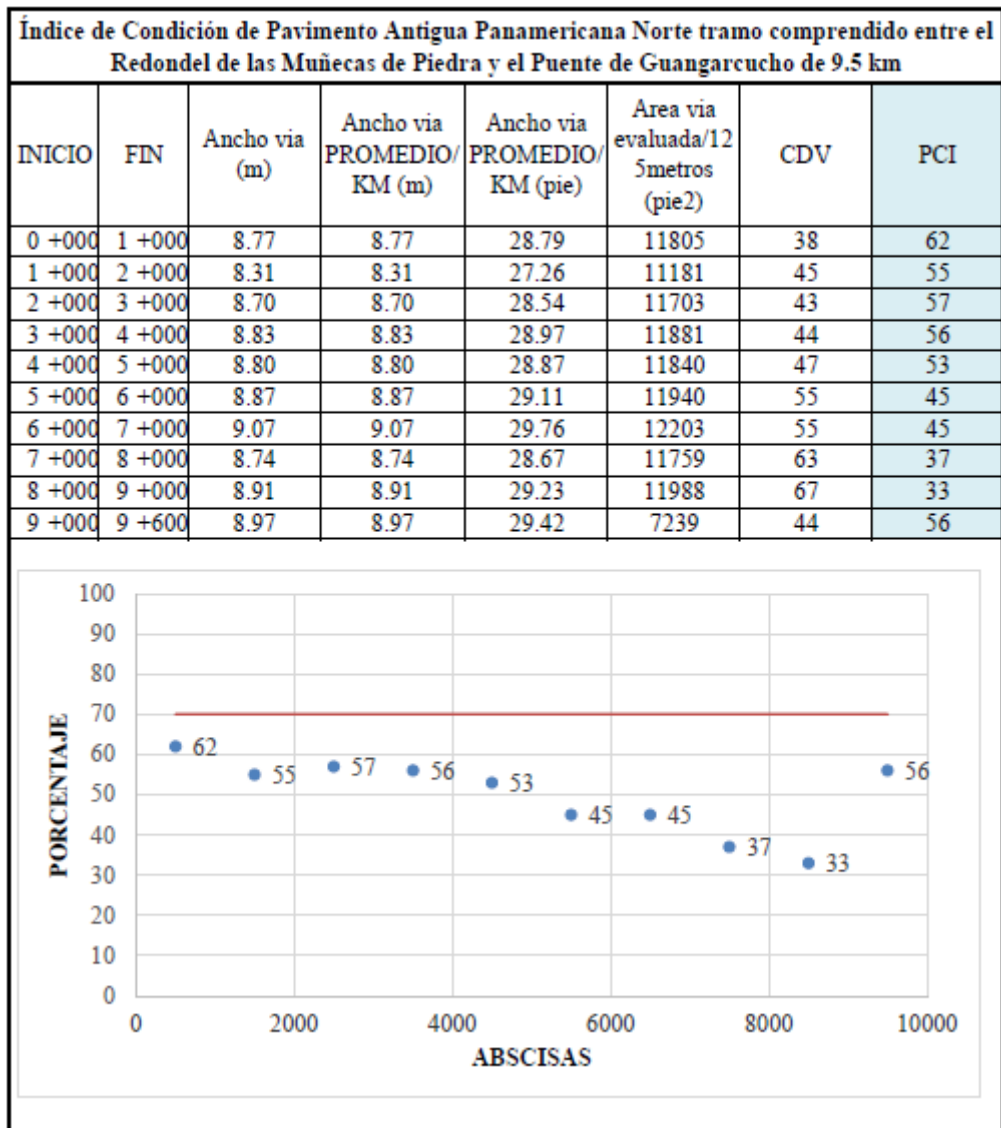 Índice de Condición de Pavimento Antigua Panamericana Norte tramo comprendido entre el
Redondel de las Muñecas de Piedra y el Puente de Guangarcucho de 9.5 km
INICIO FIN Ancho via (m) Ancho via PROMEDIO/ KM (m) Ancho via PROMEDIO/ KM (pie) Area via evaluada/12 5metros (pie2) CDV PCI
0 +000 1 +000 8.77 8.77 28.79 11805 38 62
1 +000 2 +000 8.31 8.31 27.26 11181 45 55
2 +000 3 +000 8.70 8.70 28.54 11703 43 57
3 +000 4 +000 8.83 8.83 28.97 11881 44 56
4 +000 5 +000 8.80 8.80 28.87 11840 47 53
5 +000 6 +000 8.87 8.87 29.11 11940 55 45
6 +000 7 +000 9.07 9.07 29.76 12203 55 45
7 +000 8 +000 8.74 8.74 28.67 11759 63 37
8 +000 9 +000 8.91 8.91 29.23 11988 67 33
9 +000 9 +600 8.97 8.97 29.42 7239 44 56
PORCENTAJE
100
90
80
70
60
50
40
30
20
10
0
62
55
57
56
53
45
45
37
33
56
0 2000 4000 6000 8000 10000
ABSCISAS